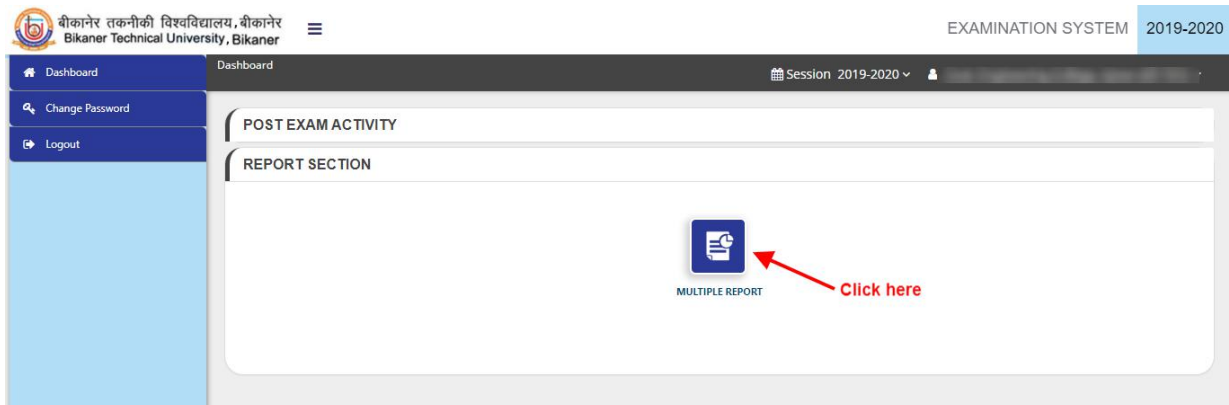 बीकानेर तकनीकी विश्वविद्यालय, बीकानेर
Bikaner Technical University, Bikaner
EXAMINATION SYSTEM 2019-2020
Dashboard
Change Password
Logout
Dashboard
Session 2019-2020
POST EXAM ACTIVITY
REPORT SECTION
MULTIPLE REPORT
Click here